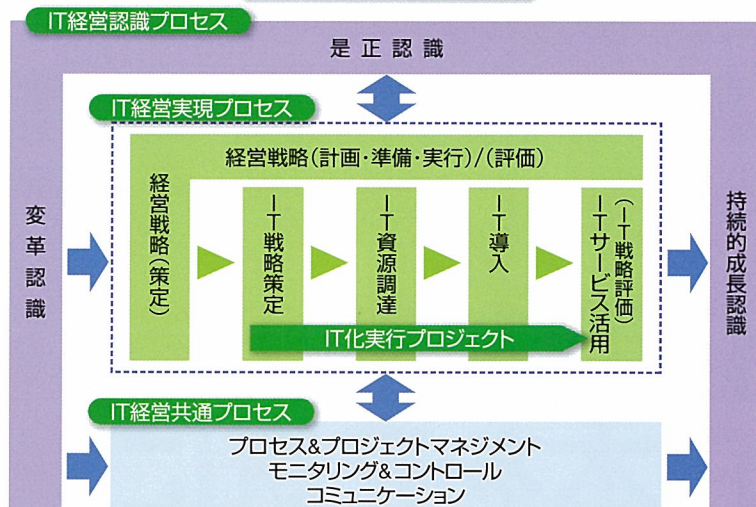 IT経営認識プロセス
是正認識
変革認識
IT経営実現プロセス
経営戦略(計画・準備・実行)/(評価)
経営戦略(策定)
IT戦略策定
IT資源調達
IT導入
(IT戦略評価)
ITサービス活用
IT化実行プロジェクト
持続的成長認識
IT経営共通プロセス
プロセス&プロジェクトマネジメント
モニタリング&コントロール
コミュニケーション